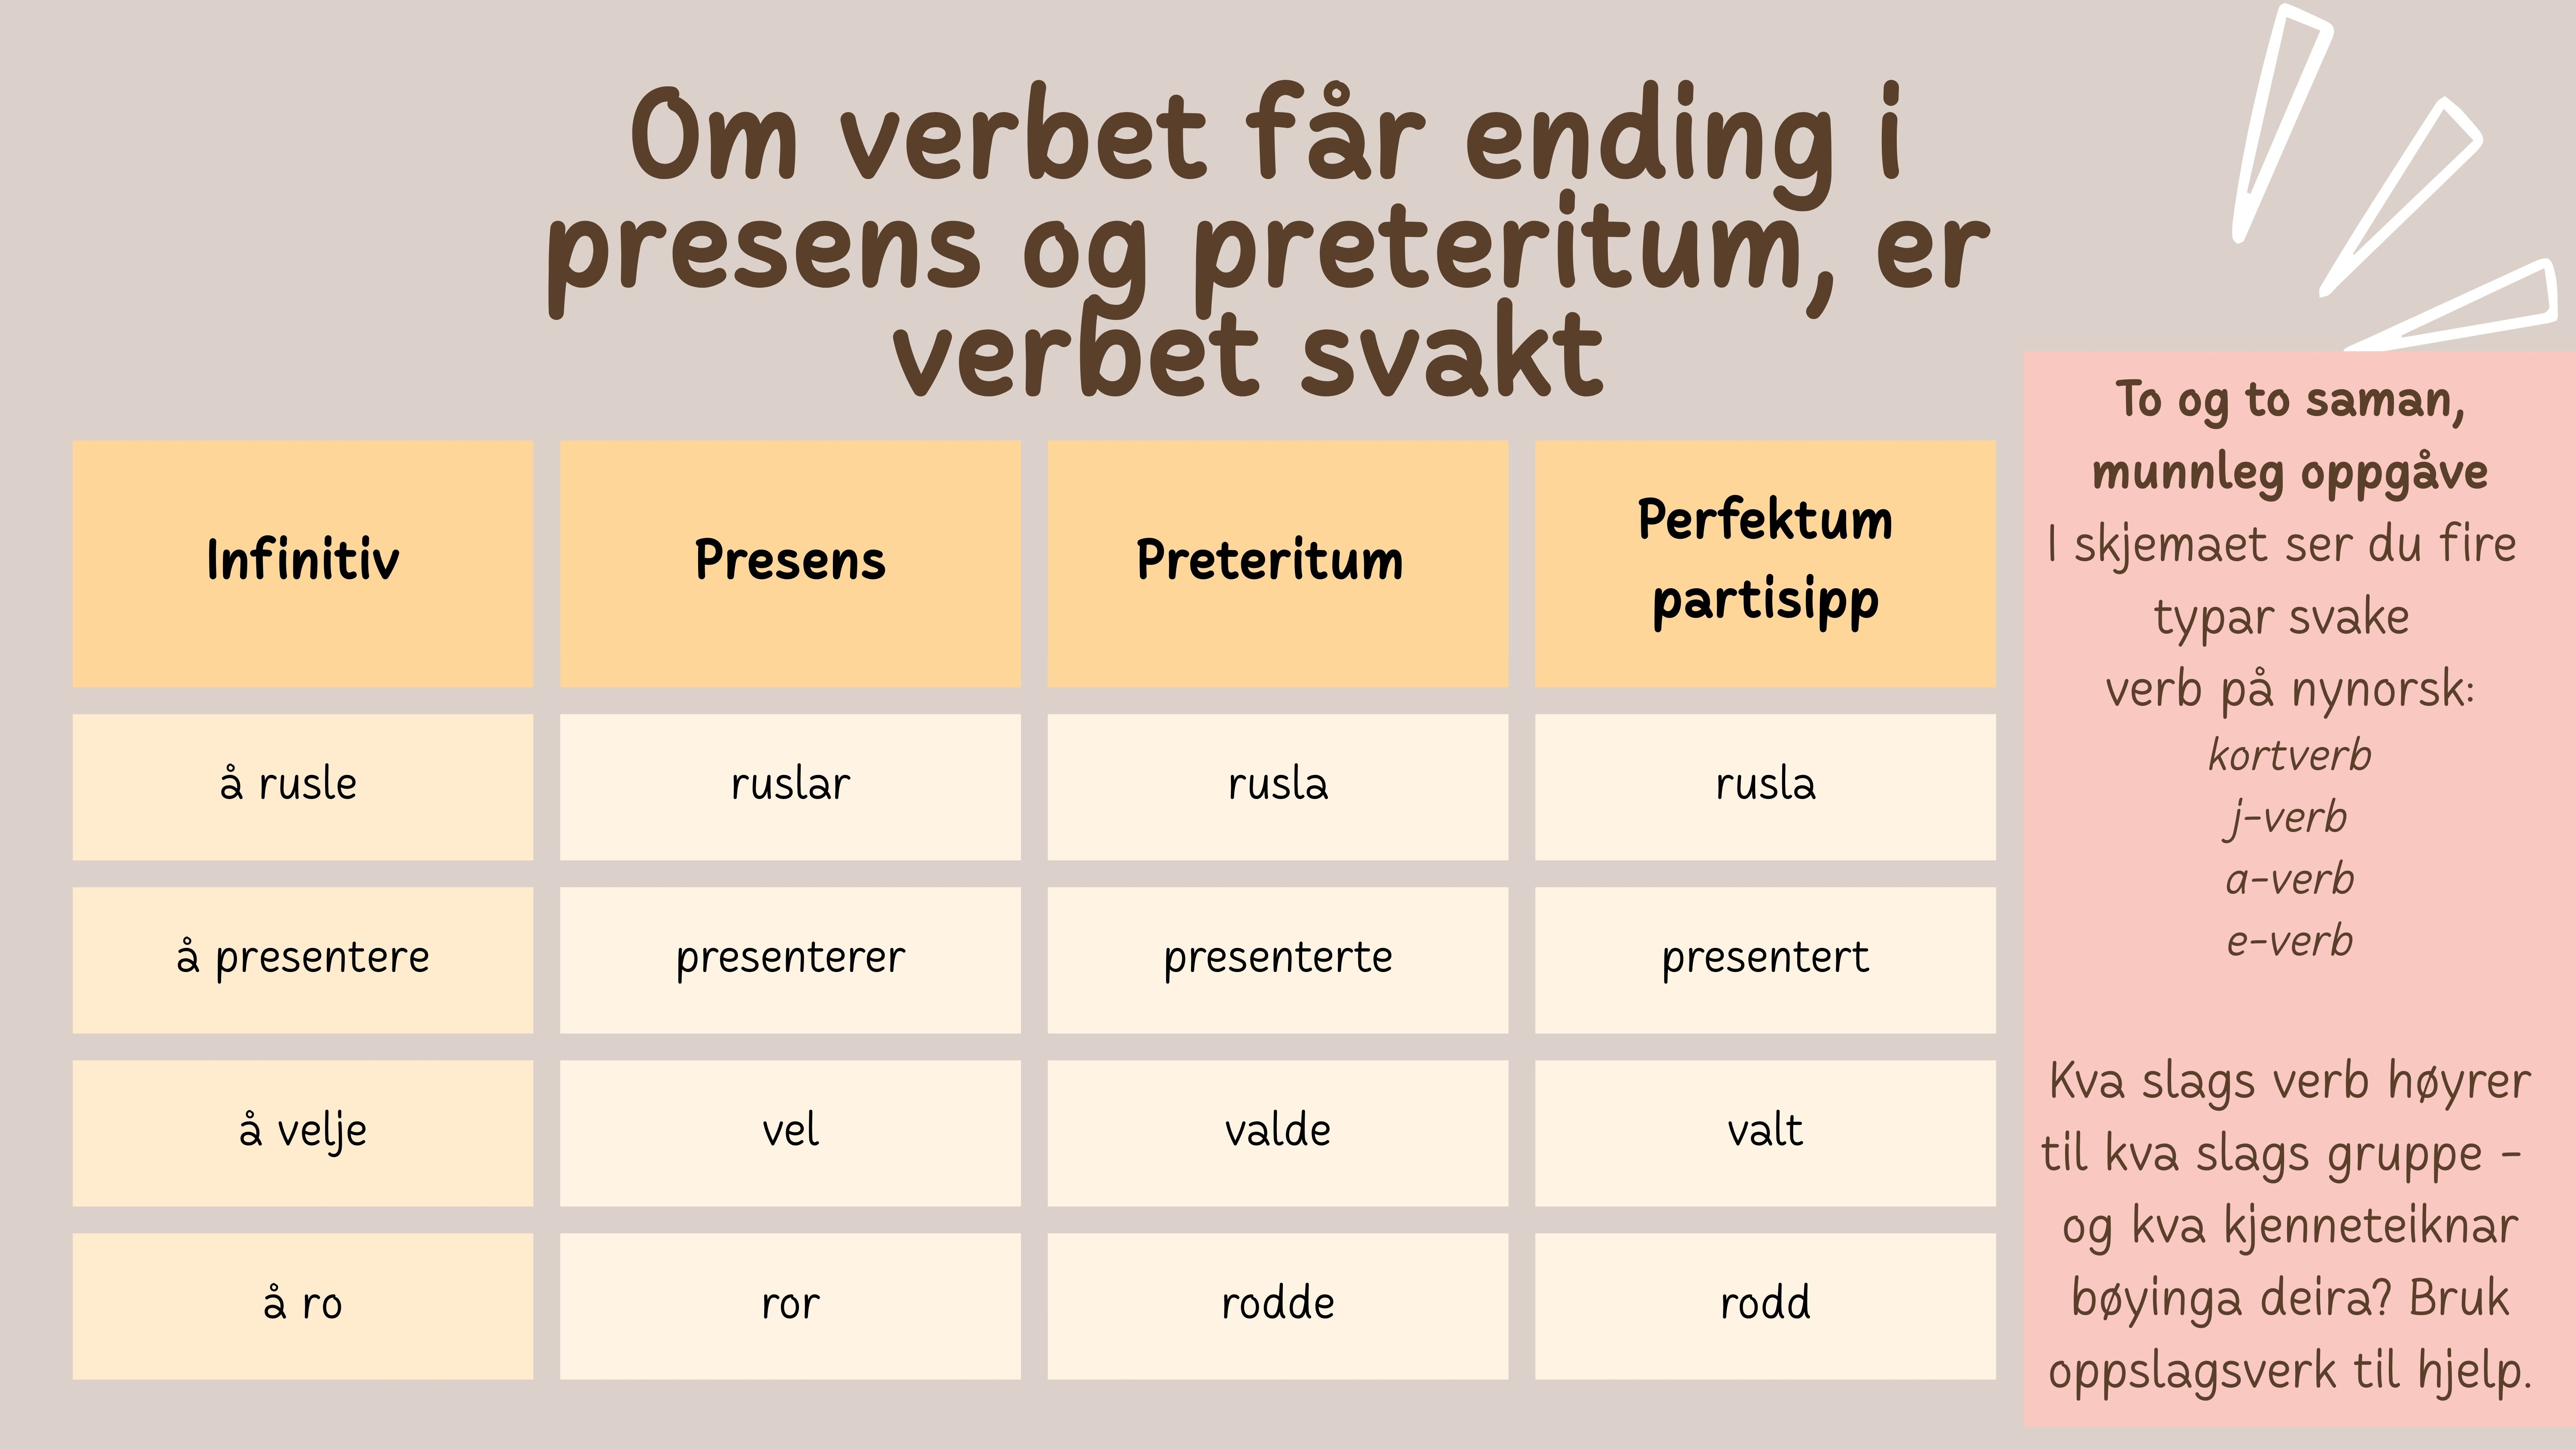 Om verbet får ending i
presens og preteritum, er
verbet svakt
Infinitiv
Presens
Preteritum
Perfektum
partisipp
å rusle
ruslar
rusla
rusla
å presentere
presenterer
presenterte
presentert
å velje
vel
valde
valt
å ro
ror
rodde
rodd
To og to saman,
munnleg oppgåve
I skjemaet ser du fire
typar svake
verb på nynorsk:
kortverb
j-verb
a-verb
e-verb
Kva slags verb høyrer
til kva slags gruppe -
og kva kjenneteiknar
bøyinga deira? Bruk
oppslagsverk til hjelp.